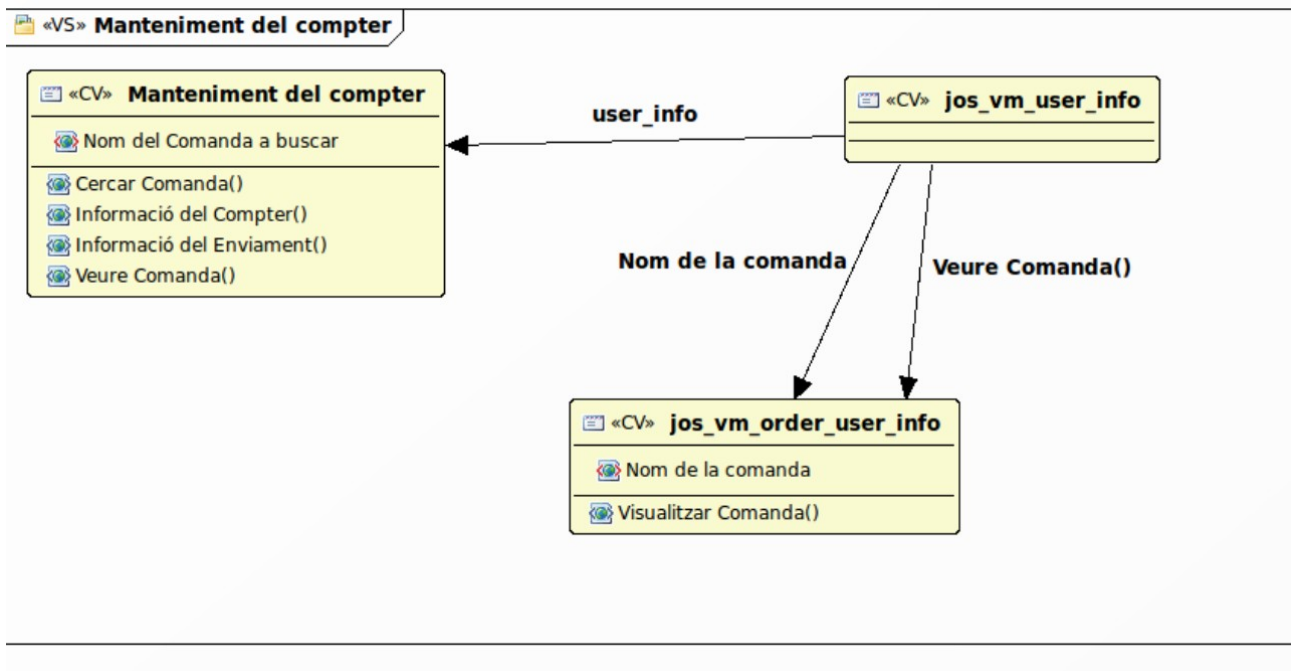 «VS» Manteniment del compter
«CV» Manteniment del compter
Nom del Comanda a buscar
Cercar Comanda()
Informació del Compter()
Informació del Enviament()
Veure Comanda()
user_info
«CV» jos_vm_user_info
Nom de la comanda
Veure Comanda()
«CV» jos_vm_order_user_info
Nom de la comanda
Visualitzar Comanda()